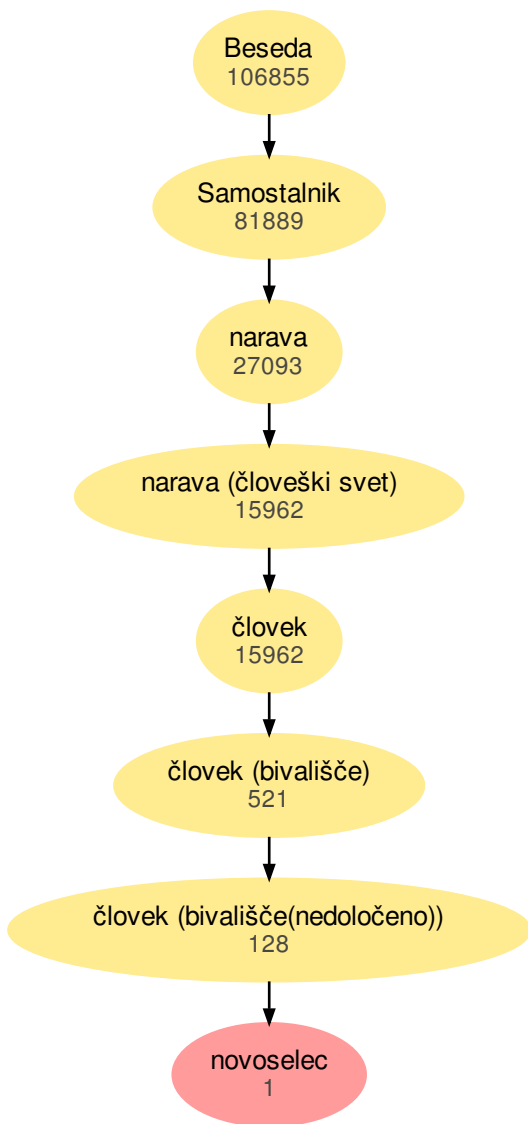 Beseda
106855
Samostalnik
81889
narava
27093
narava (človeški svet)
15962
človek
15962
človek (bivališče)
521
človek (bivališče(nedoločeno))
128
novoselec
1